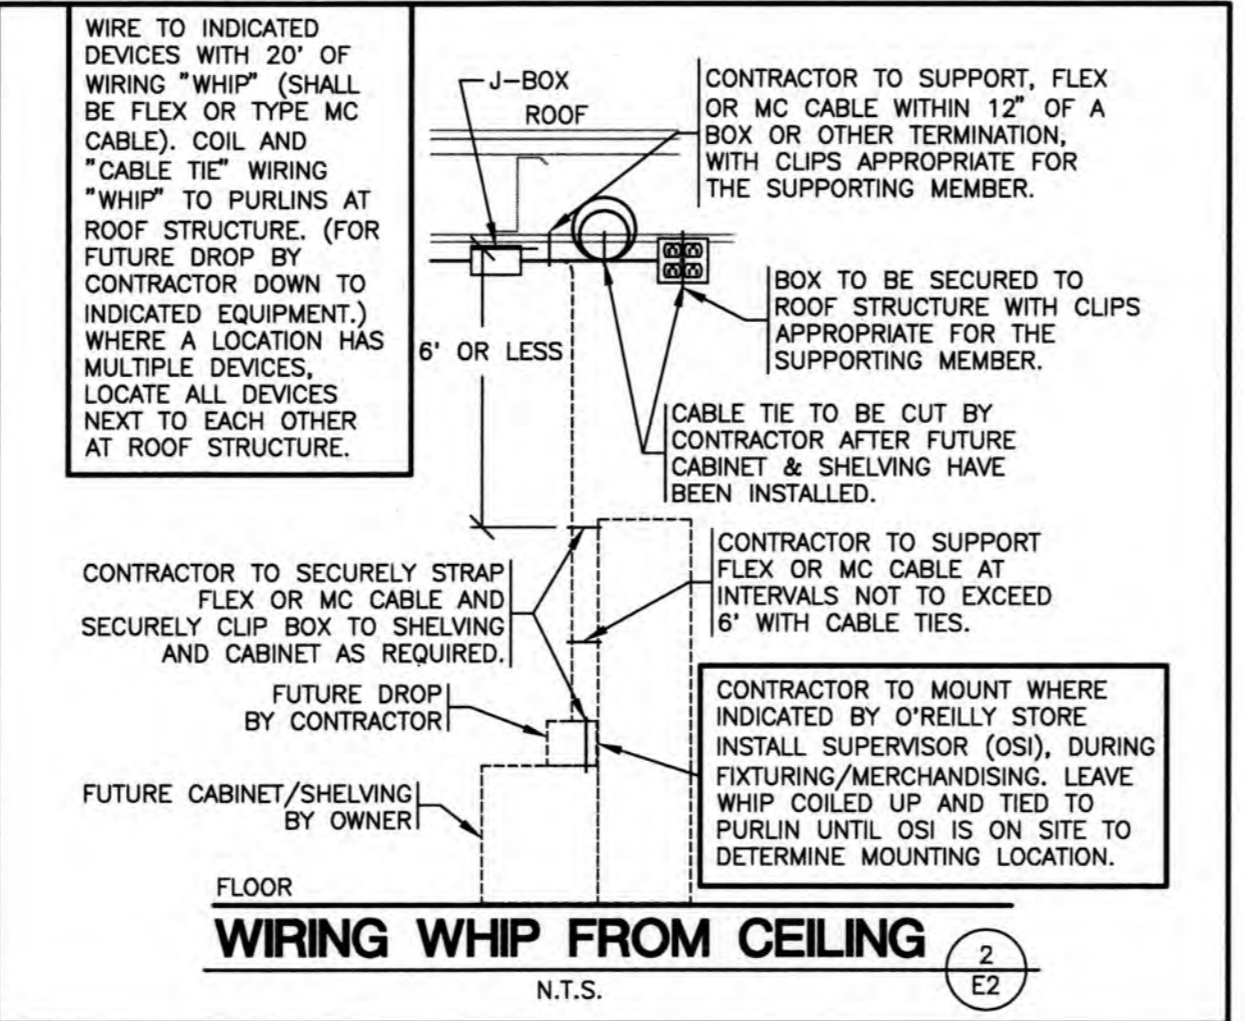 WIRE TO INDICATED
DEVICES WITH 20' OF
WIRING "WHIP" (SHALL
BE FLEX OR TYPE MC
CABLE). COIL AND
"CABLE TIE" WIRING
"WHIP" TO PURLINS AT
ROOF STRUCTURE. (FOR
FUTURE DROP BY
CONTRACTOR DOWN TO
INDICATED EQUIPMENT.)
WHERE A LOCATION HAS
MULTIPLE DEVICES,
LOCATE ALL DEVICES
NEXT TO EACH OTHER
AT ROOF STRUCTURE.
J-BOX
ROOF
CONTRACTOR TO SUPPORT, FLEX
OR MC CABLE WITHIN 12" OF A
BOX OR OTHER TERMINATION,
WITH CLIPS APPROPRIATE FOR
THE SUPPORTING MEMBER.
BOX TO BE SECURED TO
ROOF STRUCTURE WITH CLIPS
APPROPRIATE FOR THE
SUPPORTING MEMBER.
6' OR LESS
CABLE TIE TO BE CUT BY
CONTRACTOR AFTER FUTURE
CABINET & SHELVING HAVE
BEEN INSTALLED.
CONTRACTOR TO SUPPORT
FLEX OR MC CABLE AT
INTERVALS NOT TO EXCEED
6' WITH CABLE TIES.
CONTRACTOR TO SECURELY STRAP
FLEX OR MC CABLE AND
SECURELY CLIP BOX TO SHELVING
AND CABINET AS REQUIRED.
FUTURE DROP
BY CONTRACTOR
CONTRACTOR TO MOUNT WHERE
INDICATED BY O'REILLY STORE
INSTALL SUPERVISOR (OSI), DURING
FIXTURING/MERCHANDISING. LEAVE
WHIP COILED UP AND TIED TO
PURLIN UNTIL OSI IS ON SITE TO
DETERMINE MOUNTING LOCATION.
FUTURE CABINET/SHELVING
BY OWNER
FLOOR
WIRING WHIP FROM CEILING
2
E2
N.T.S.